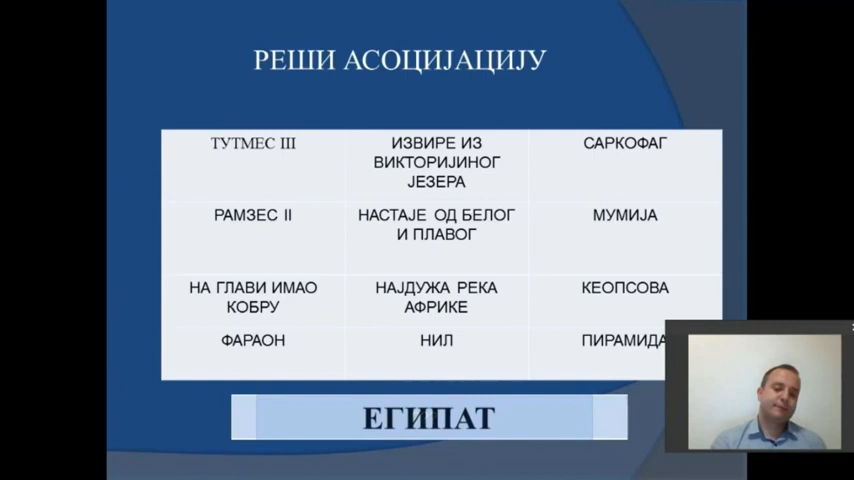 РЕШИ АСОЦИЈАЦИЈУ
ТУТМЕС III
ИЗВИРЕ ИЗ
ВИКТОРИЈИНОГ
ЈЕЗЕРА
САРКОФАГ
РАМЗЕС II
НАСТАЈЕ ОД БЕЛОГ
И ПЛАВОГ
МУМИЈА
НА ГЛАВИ ИМАО
КОБРУ
НАЈДУЖА РЕКА
АФРИКЕ
КЕОПСОВА
ФАРАОН
НИЛ
ПИРАМИДА
ЕГИПАТ